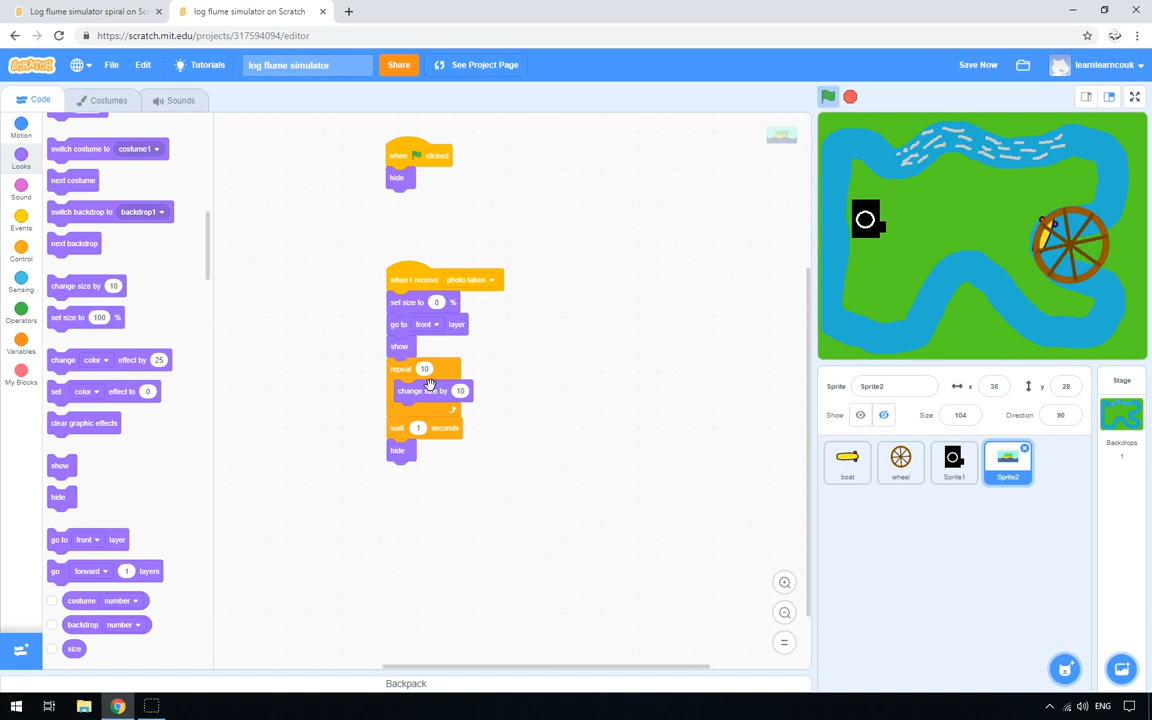 Log flume simulator spiral on Sc
log flume simulator on Scratch
https://scratch.mit.edu/projects/317594094/editor
SCRATCH
File
Edit
Tutorials
log flume simulator
Share
See Project Page
Save Now
learnlearncouk
Code
Costumes
Sounds
Motion
Looks
Sound
Events
Control
Sensing
Operators
Variables
My Blocks
switch costume to costume1
next costume
switch backdrop to backdrop1
next backdrop
change size by 10
set size to 100 %
change color effect by 25
set color effect to 0
clear graphic effects
show
hide
go to front layer
go forward 1 layers
costume number
backdrop number
size
when clicked
hide
when I receive photo taken
set size to 0 %
go to front layer
show
repeat 10
change size by 10
wait 1 seconds
hide
Backpack
Sprite
Sprite2
x 36
y 28
Show
Size 104
Direction 90
boat
wheel
Sprite1
Sprite2
Stage
Backdrops
1
ENG